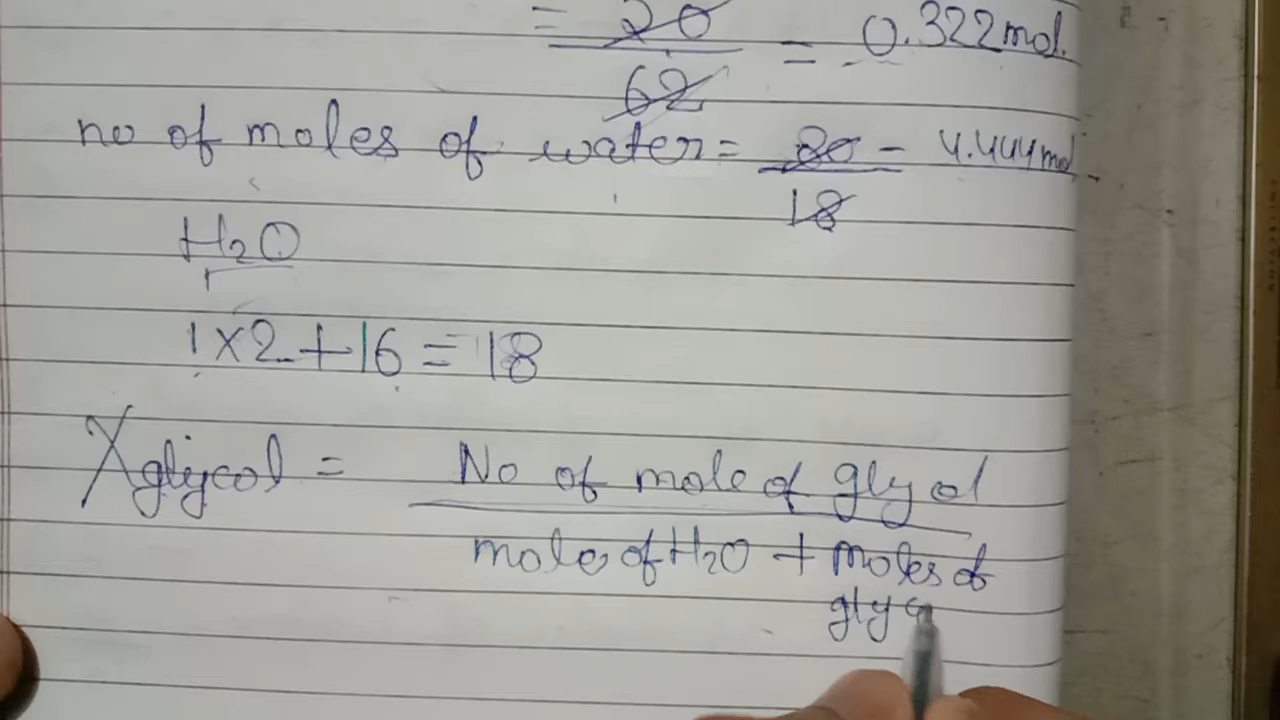 = 20 / 62 = 0.322 mol.
no of moles of water = 80 / 18 = 4.444 mol
H2O
1×2+16=18
Xglycol = No of mole of glycol
mole of H2O + moles of
glyc